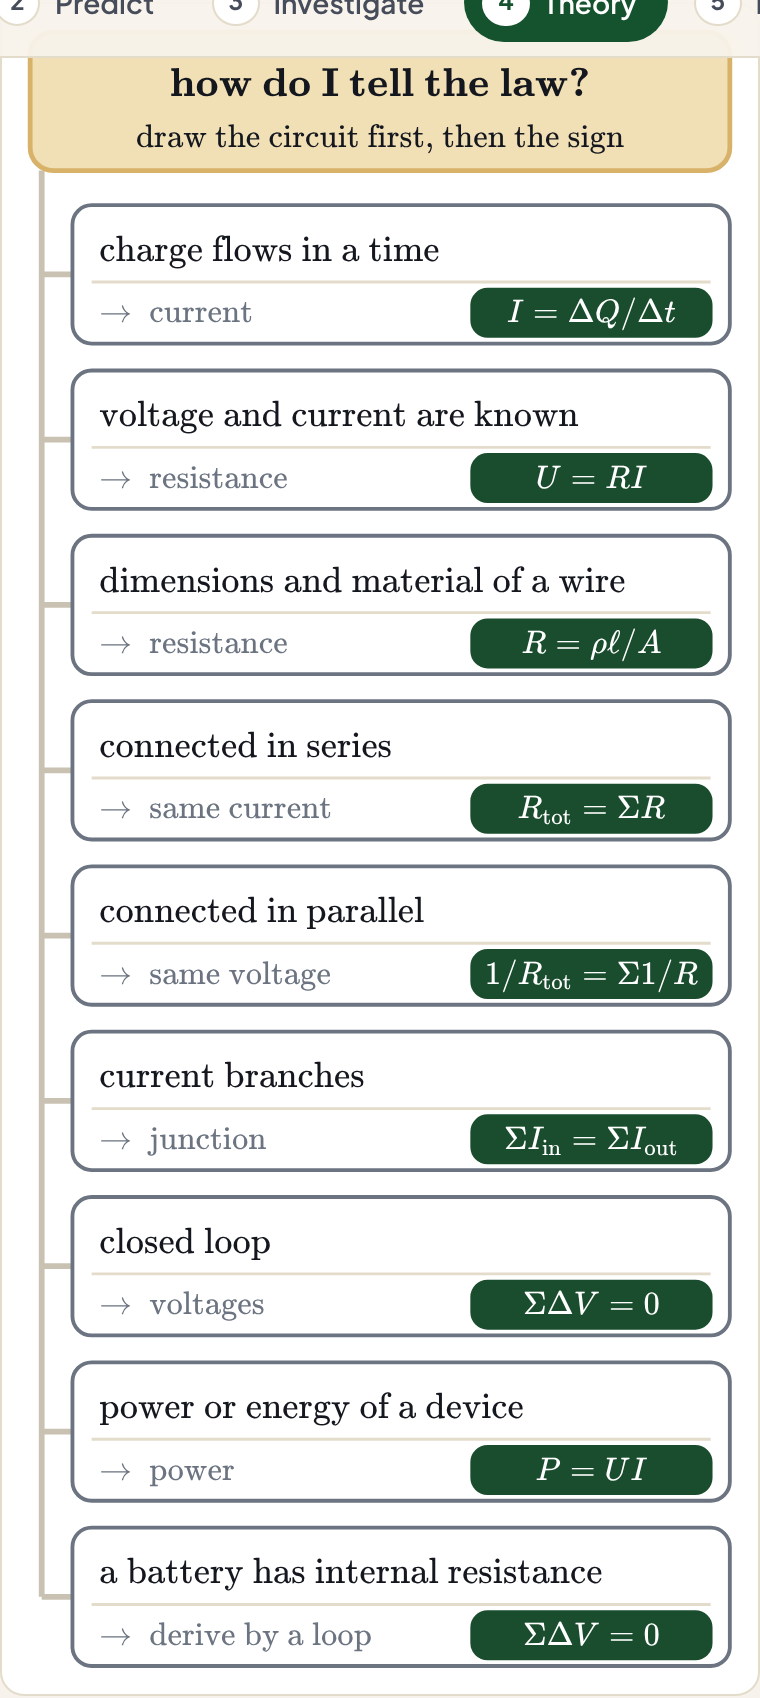 2 Predict 3 Investigate 4 Theory 5
how do I tell the law?
draw the circuit first, then the sign
charge flows in a time
→ current I = ΔQ/Δt
voltage and current are known
→ resistance U = RI
dimensions and material of a wire
→ resistance R = ρℓ/A
connected in series
→ same current R_tot = ΣR
connected in parallel
→ same voltage 1/R_tot = Σ1/R
current branches
→ junction ΣI_in = ΣI_out
closed loop
→ voltages ΣΔV = 0
power or energy of a device
→ power P = UI
a battery has internal resistance
→ derive by a loop ΣΔV = 0